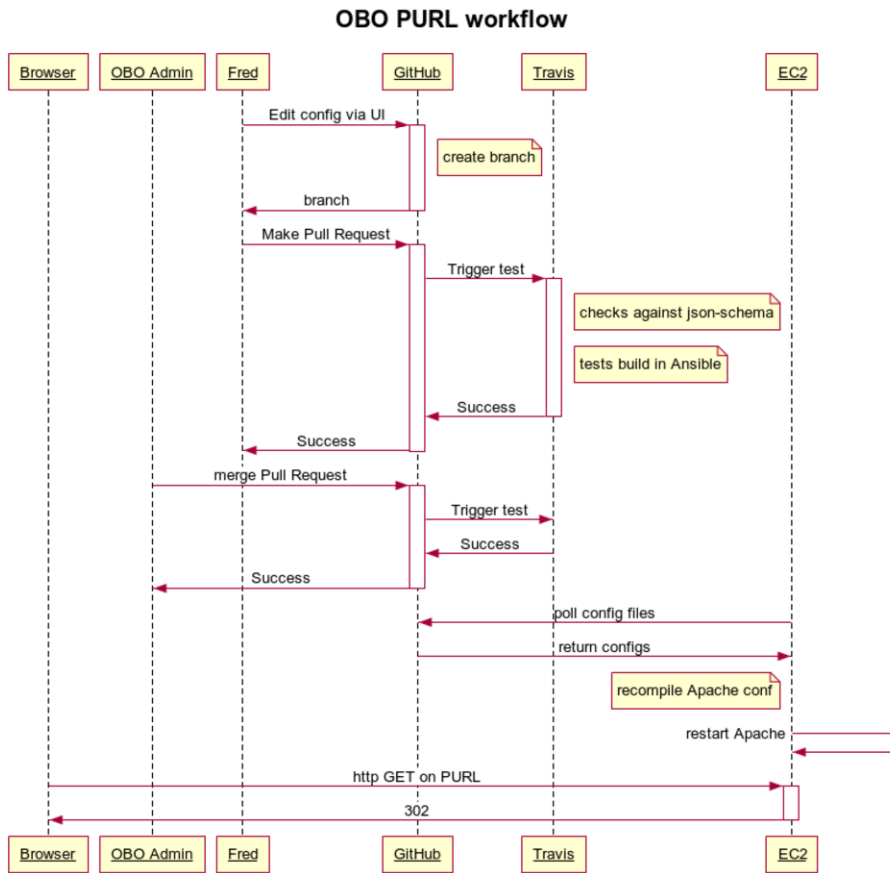 OBO PURL workflow
Browser
OBO Admin
Fred
GitHub
Travis
EC2
Edit config via UI
create branch
branch
Make Pull Request
Trigger test
checks against json-schema
tests build in Ansible
Success
Success
merge Pull Request
Trigger test
Success
Success
poll config files
return configs
recompile Apache conf
restart Apache
http GET on PURL
302
Browser
OBO Admin
Fred
GitHub
Travis
EC2